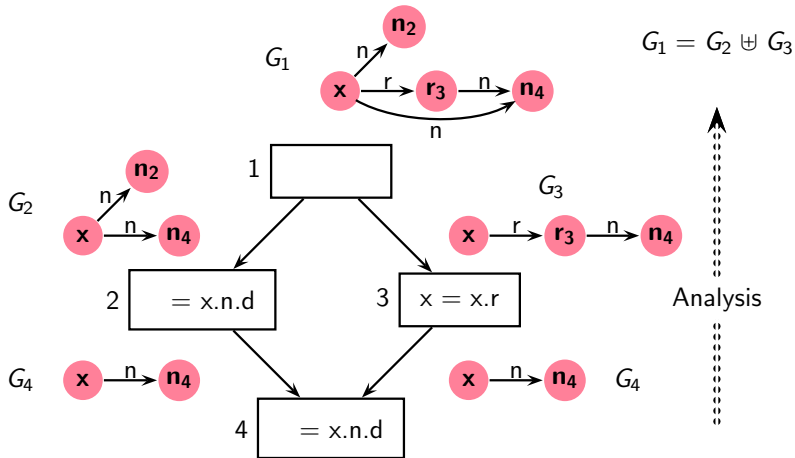 n₂
G₁ = G₂ ⊎ G₃
G₁
n
x r r₃ n n₄
n
1
n₂
G₂
n
x n n₄
G₃
x r r₃ n n₄
2 = x.n.d
3 x = x.r
Analysis
G₄ x n n₄
x n n₄ G₄
4 = x.n.d